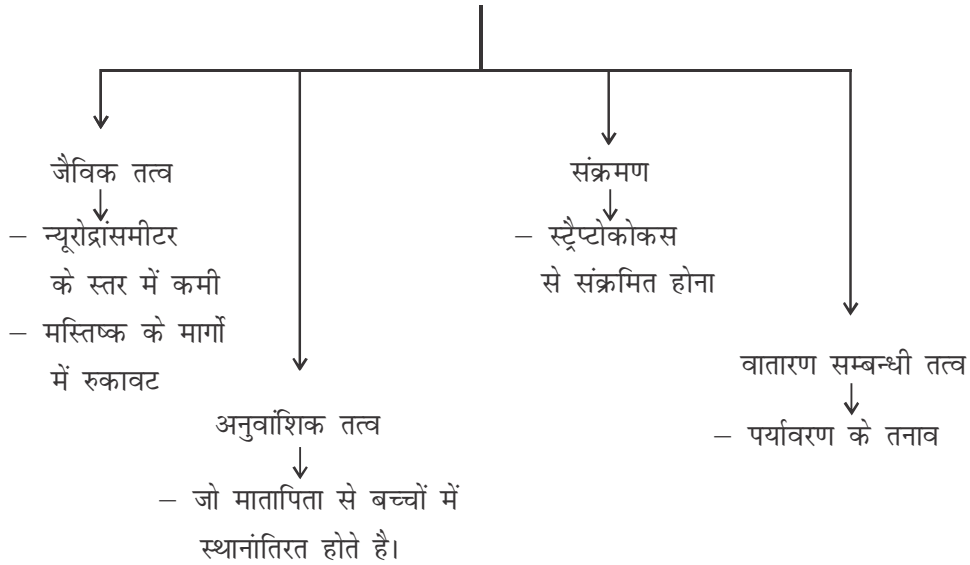 जैविक तत्व
– न्यूरोद्रांसमीटर
के स्तर में कमी
– मस्तिष्क के मार्गो
में रुकावट
अनुवांशिक तत्व
– जो मातापिता से बच्चों में
स्थानांतिरत होते है।
संक्रमण
– स्ट्रैप्टोकोकस
से संक्रमित होना
वातारण सम्बन्धी तत्व
– पर्यावरण के तनाव